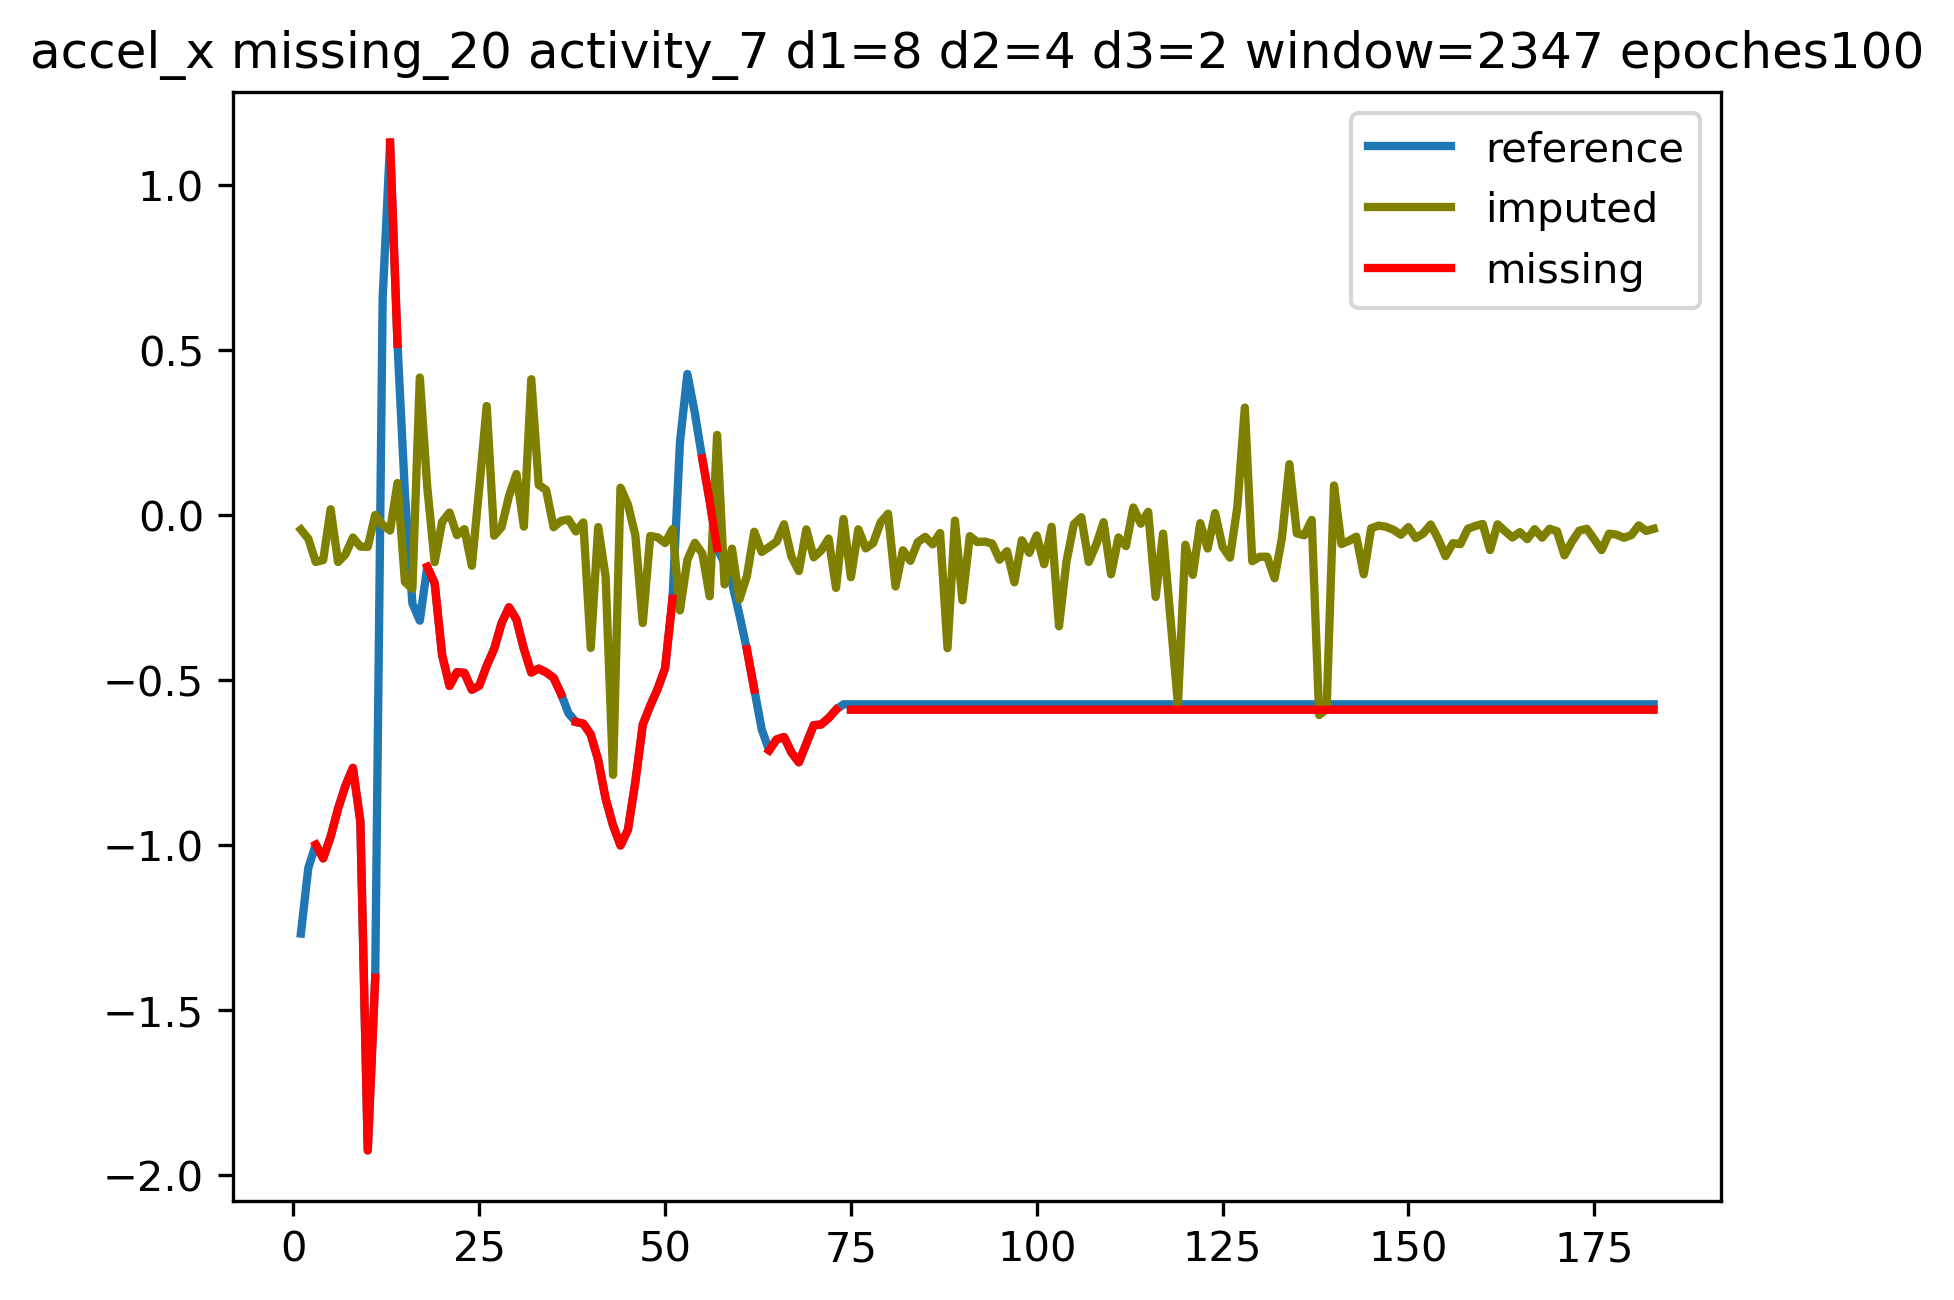 accel_x missing_20 activity_7 d1=8 d2=4 d3=2 window=2347 epoches100
reference
imputed
missing
1.0
0.5
0.0
−0.5
−1.0
−1.5
−2.0
0 25 50 75 100 125 150 175